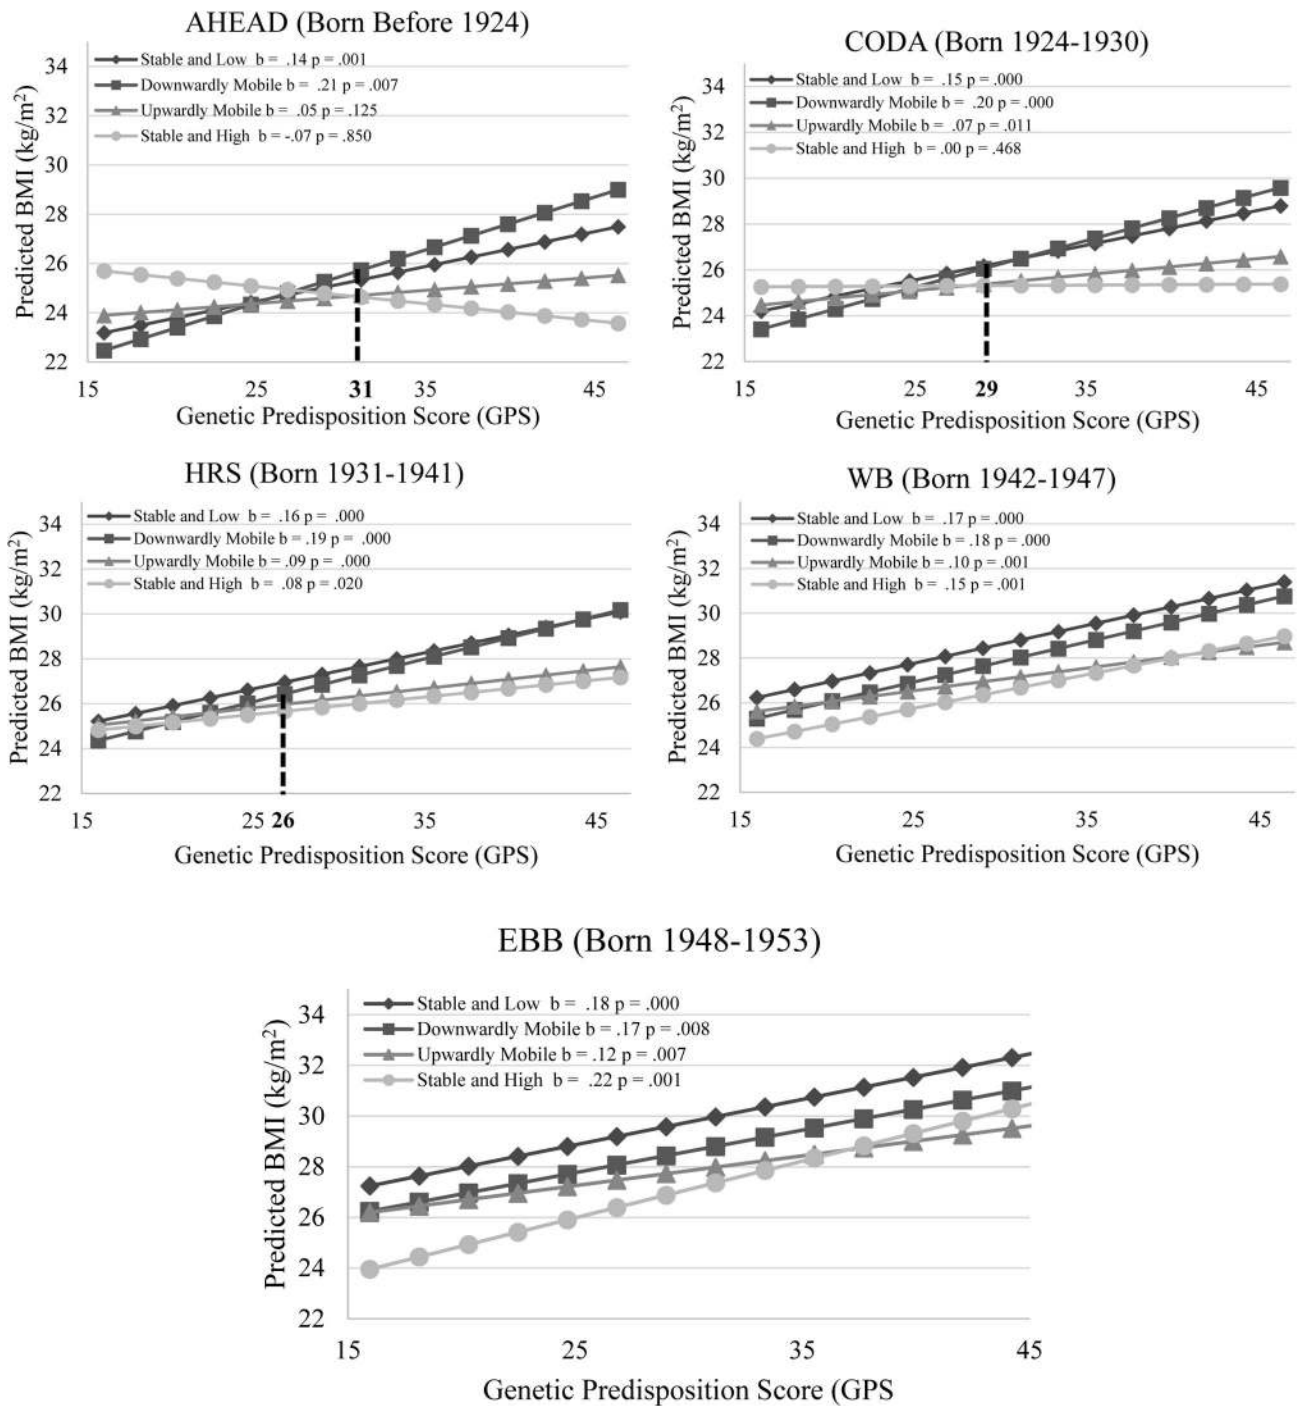 AHEAD (Born Before 1924)
Predicted BMI (kg/m²)
34
32
30
28
26
24
22
Stable and Low b = .14 p = .001
Downwardly Mobile b = .21 p = .007
Upwardly Mobile b = .05 p = .125
Stable and High b = -.07 p = .850
15 25 31 35 45
Genetic Predisposition Score (GPS)
CODA (Born 1924-1930)
Predicted BMI (kg/m²)
34
32
30
28
26
24
22
Stable and Low b = .15 p = .000
Downwardly Mobile b = .20 p = .000
Upwardly Mobile b = .07 p = .011
Stable and High b = .00 p = .468
15 25 29 35 45
Genetic Predisposition Score (GPS)
HRS (Born 1931-1941)
Predicted BMI (kg/m²)
34
32
30
28
26
24
22
Stable and Low b = .16 p = .000
Downwardly Mobile b = .19 p = .000
Upwardly Mobile b = .09 p = .000
Stable and High b = .08 p = .020
15 25 26 35 45
Genetic Predisposition Score (GPS)
WB (Born 1942-1947)
Predicted BMI (kg/m²)
34
32
30
28
26
24
22
Stable and Low b = .17 p = .000
Downwardly Mobile b = .18 p = .000
Upwardly Mobile b = .10 p = .001
Stable and High b = .15 p = .001
15 25 35 45
Genetic Predisposition Score (GPS)
EBB (Born 1948-1953)
Predicted BMI (kg/m²)
34
32
30
28
26
24
22
Stable and Low b = .18 p = .000
Downwardly Mobile b = .17 p = .008
Upwardly Mobile b = .12 p = .007
Stable and High b = .22 p = .001
15 25 35 45
Genetic Predisposition Score (GPS